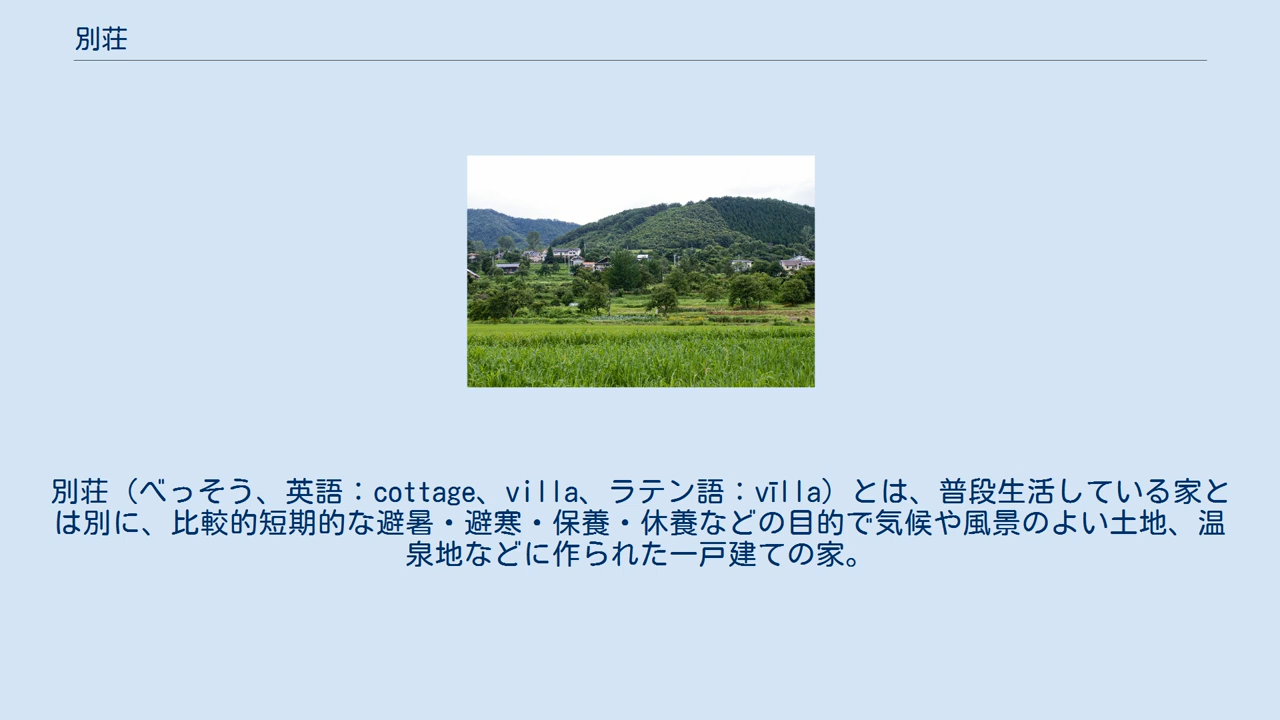 別荘
別荘（べっそう、英語：cottage、villa、ラテン語：vīlla）とは、普段生活している家と
は別に、比較的短期的な避暑・避寒・保養・休養などの目的で気候や風景のよい土地、温
泉地などに作られた一戸建ての家。